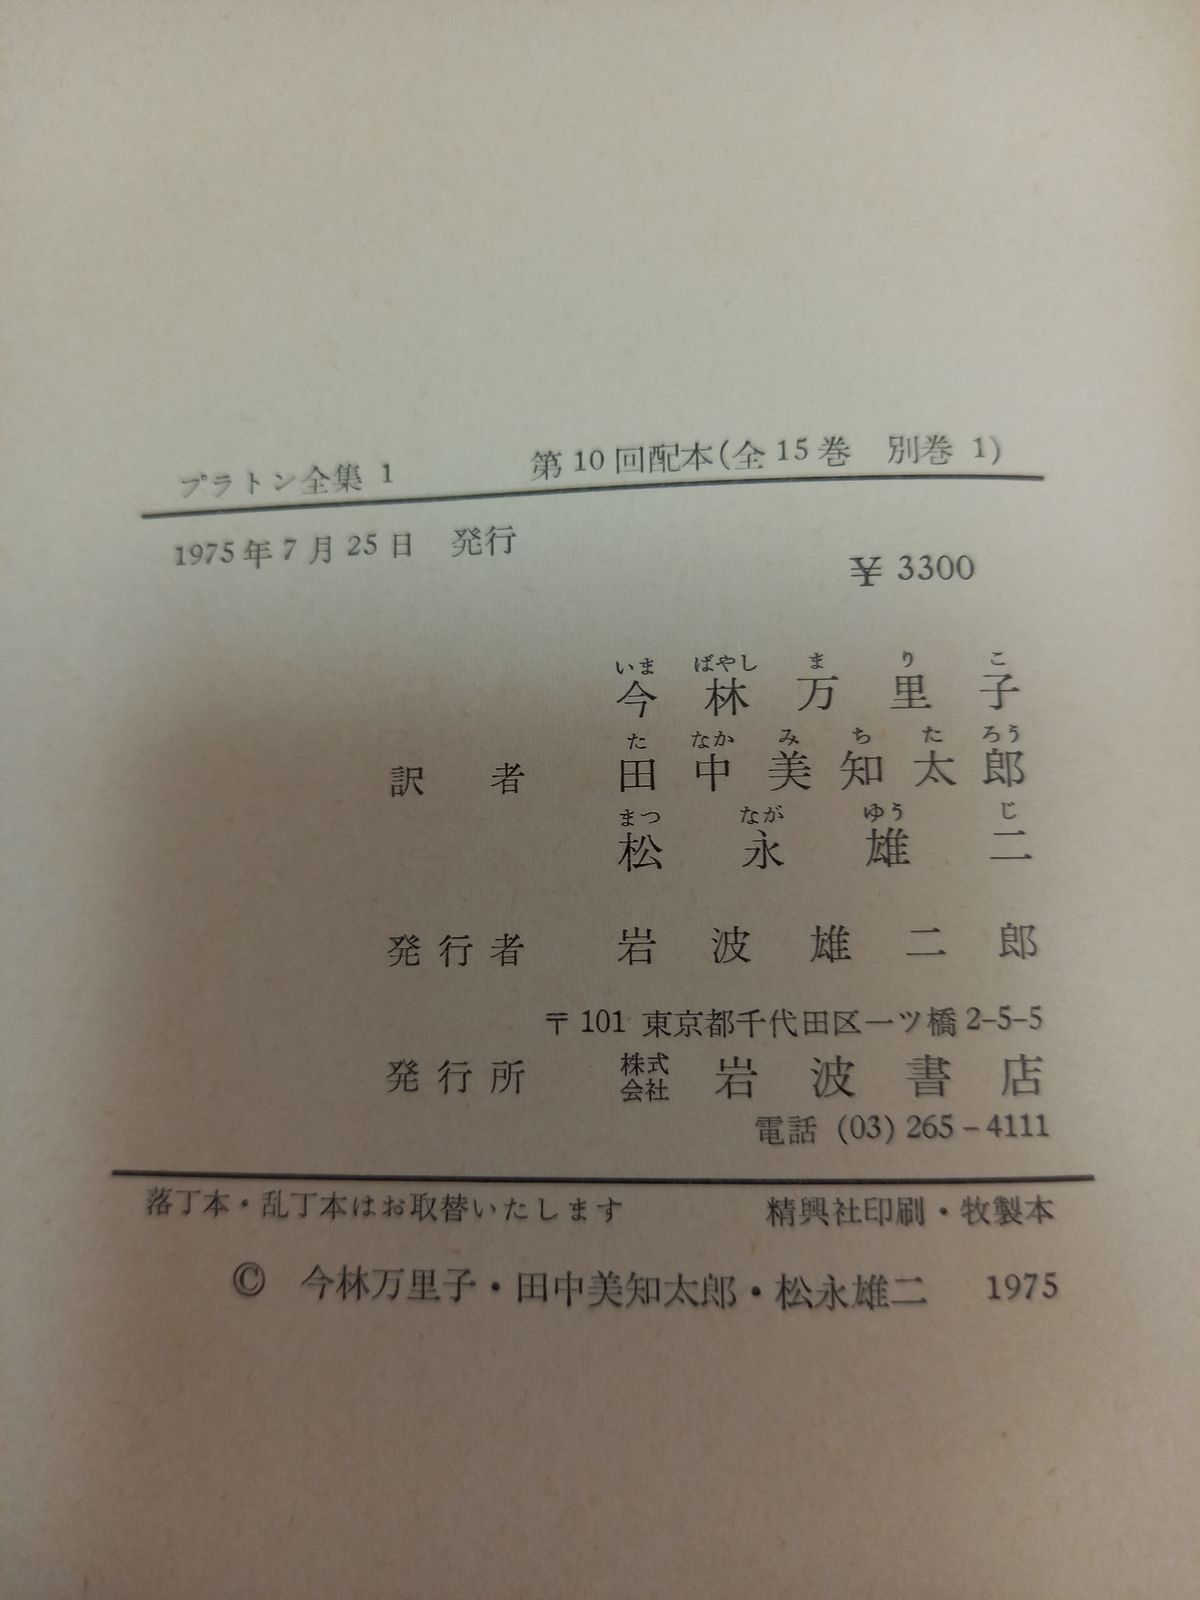 プラトン全集 1　第10回配本(全15巻　別巻 1)
1975年7月25日　発行
¥ 3300
いま ばやし ま り こ
今林万里子
た なか み ち た ろう
訳者　田中美知太郎
まつ なが ゆう じ
松永雄二
発行者　岩波雄二郎
〒101 東京都千代田区一ツ橋2-5-5
発行所　株式会社 岩波書店
電話 (03) 265-4111
落丁本・乱丁本はお取替いたします　精興社印刷・牧製本
© 今林万里子・田中美知太郎・松永雄二　1975